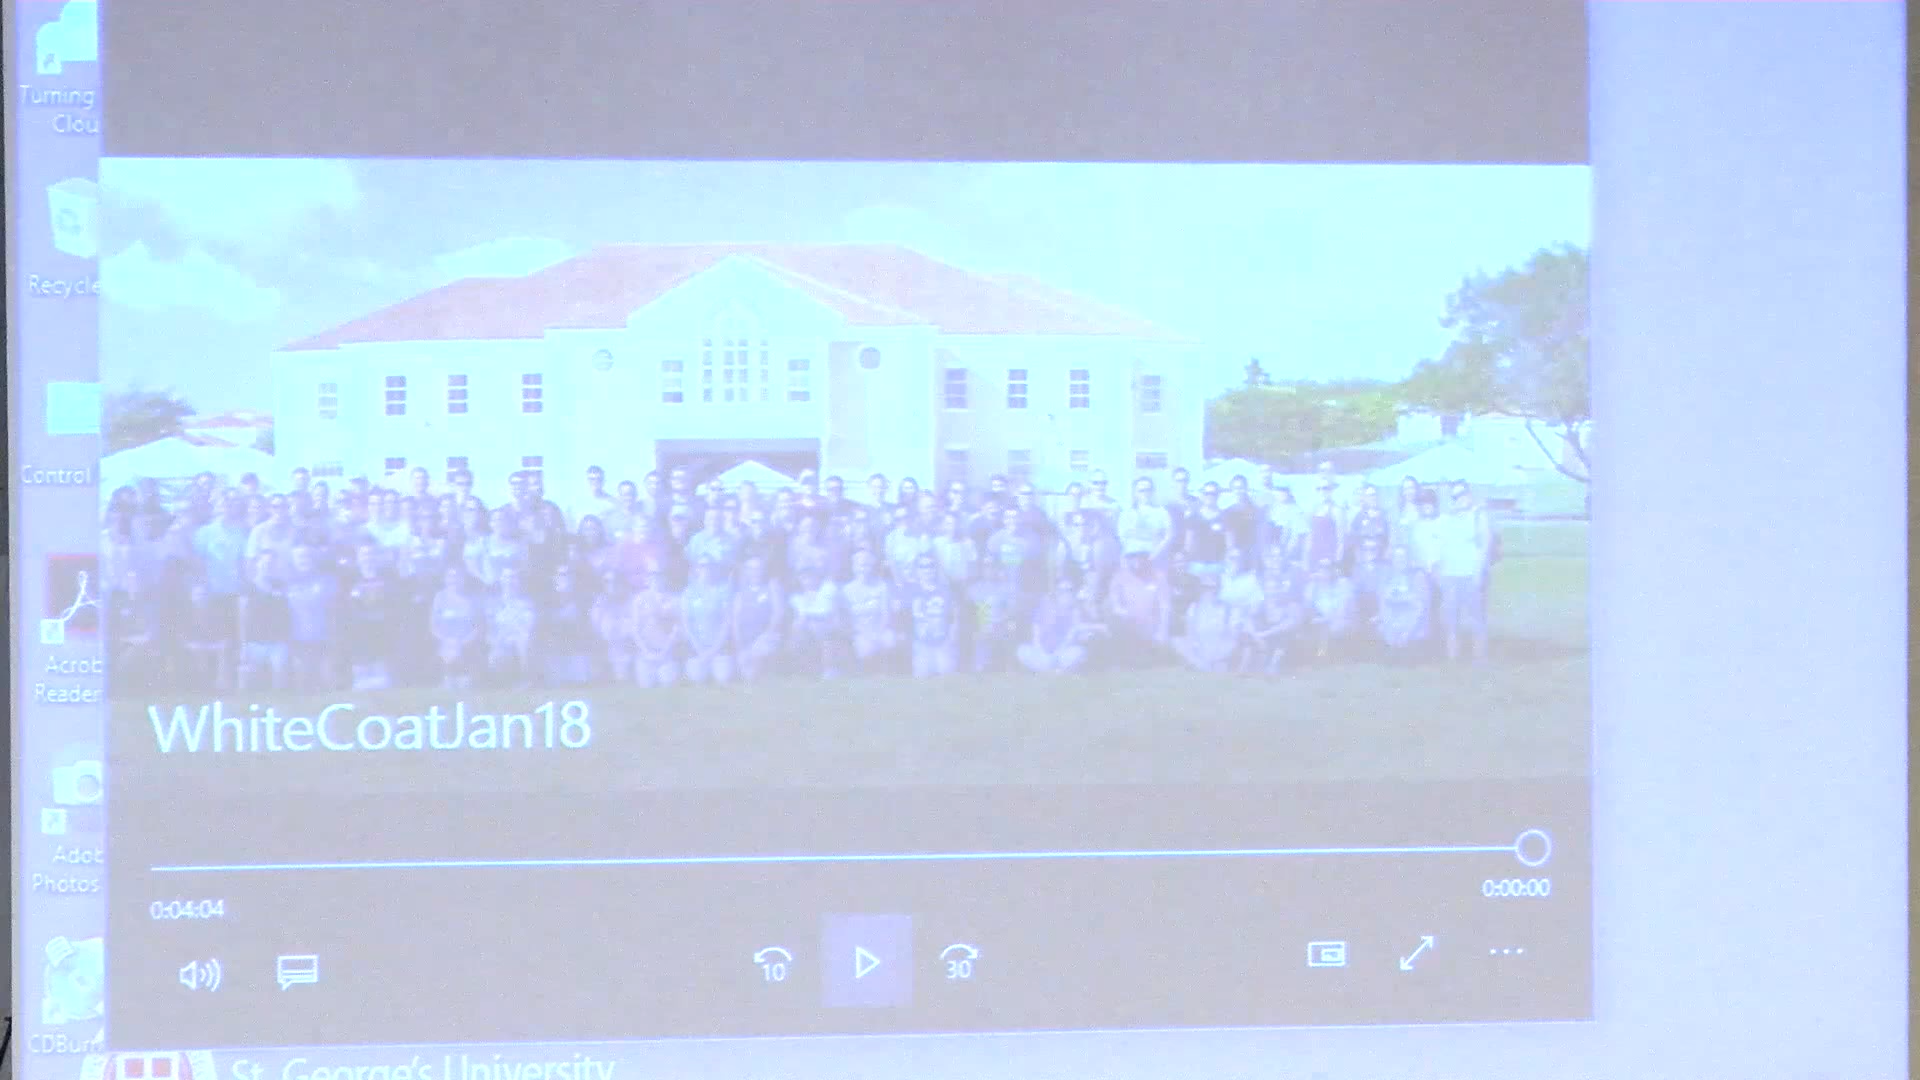 Turning
Clou
Recycle
Control
Acrob
Reader
WhiteCoatJan18
Adob
Photos
0:04:04
0:00:00
10
30
CDBurn
St. George's University